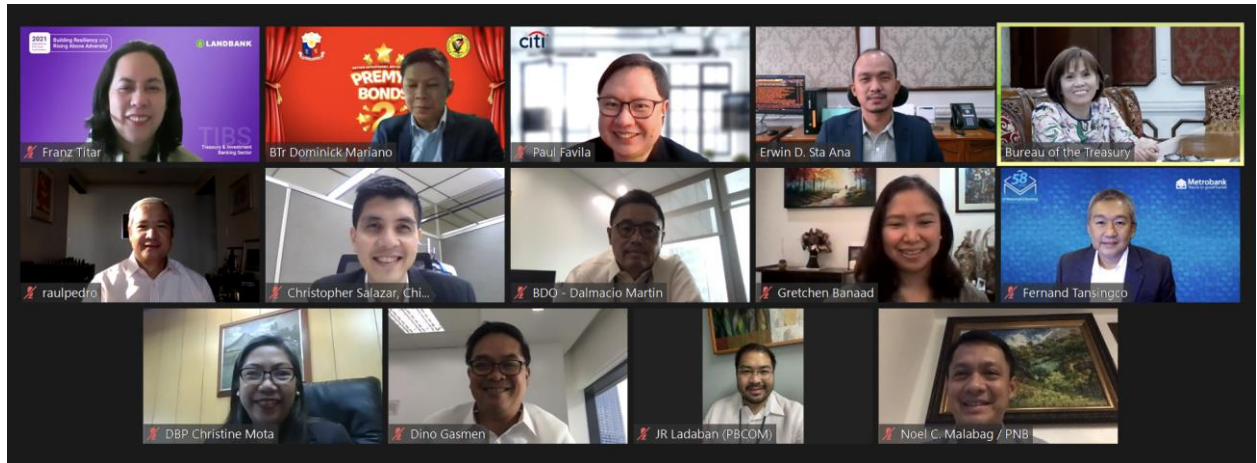 2021
Building Resiliency and
Rising Above Adversity
LANDBANK
TIBS
Treasury & Investment
Banking Sector
Franz Titar
PREMYO
BONDS
2
BTr Dominick Mariano
citi
Paul Favila
Erwin D. Sta Ana
Bureau of the Treasury
raulpedro
Christopher Salazar, Chi...
BDO - Dalmacio Martin
Gretchen Banaad
58
Metrobank
Fernand Tansingco
DBP Christine Mota
Dino Gasmen
JR Ladaban (PBCOM)
Noel C. Malabag / PNB